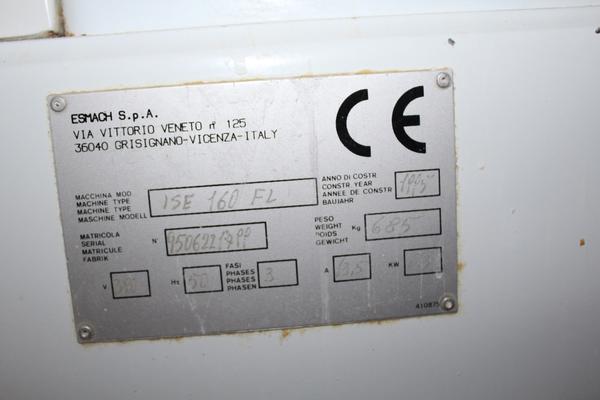 ESMACH S.p.A.
VIA VITTORIO VENETO n° 125
36040 GRISIGNANO-VICENZA-ITALY
CE
MACCHINA MOD.
MACHINE TYPE
MACHINE TYPE
MASCHINE MODELL
ISE 160 FL
ANNO DI COSTR.
CONSTR. YEAR
ANNEE DE CONSTR.
BAUJAHR
1995
MATRICOLA
SERIAL
MATRICULE
FABRIK
N°
PESO
WEIGHT
POIDS
GEWICHT
Kg
685
V
Hz
50
FASI
PHASES
PHASES
PHASEN
3
A
KW
41087